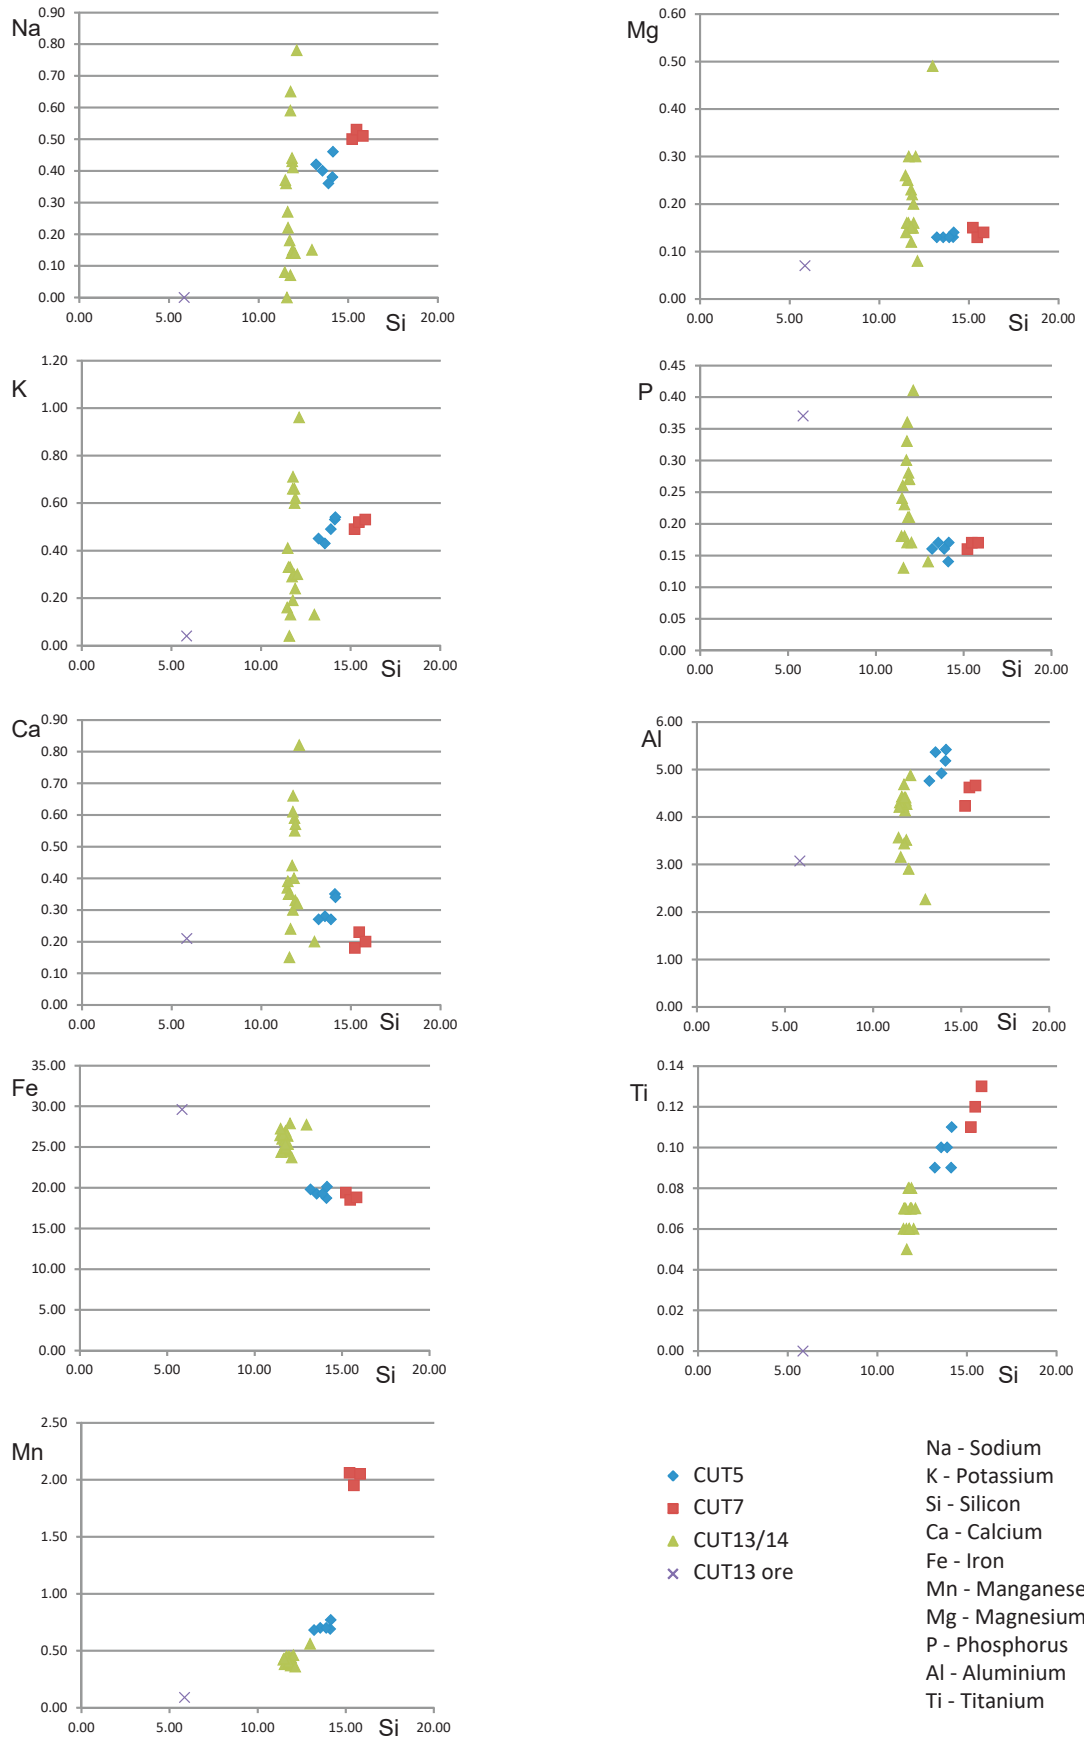 Na
0.90
0.80
0.70
0.60
0.50
0.40
0.30
0.20
0.10
0.00
0.00 5.00 10.00 15.00 20.00
Si
Mg
0.60
0.50
0.40
0.30
0.20
0.10
0.00
0.00 5.00 10.00 15.00 20.00
Si
K
1.20
1.00
0.80
0.60
0.40
0.20
0.00
0.00 5.00 10.00 15.00 20.00
Si
P
0.45
0.40
0.35
0.30
0.25
0.20
0.15
0.10
0.05
0.00
0.00 5.00 10.00 15.00 20.00
Si
Ca
0.90
0.80
0.70
0.60
0.50
0.40
0.30
0.20
0.10
0.00
0.00 5.00 10.00 15.00 20.00
Si
Al
6.00
5.00
4.00
3.00
2.00
1.00
0.00
0.00 5.00 10.00 15.00 20.00
Si
Fe
35.00
30.00
25.00
20.00
15.00
10.00
5.00
0.00
0.00 5.00 10.00 15.00 20.00
Si
Ti
0.14
0.12
0.10
0.08
0.06
0.04
0.02
0.00
0.00 5.00 10.00 15.00 20.00
Si
Mn
2.50
2.00
1.50
1.00
0.50
0.00
0.00 5.00 10.00 15.00 20.00
Si
CUT5
CUT7
CUT13/14
CUT13 ore
Na - Sodium
K - Potassium
Si - Silicon
Ca - Calcium
Fe - Iron
Mn - Manganese
Mg - Magnesium
P - Phosphorus
Al - Aluminium
Ti - Titanium